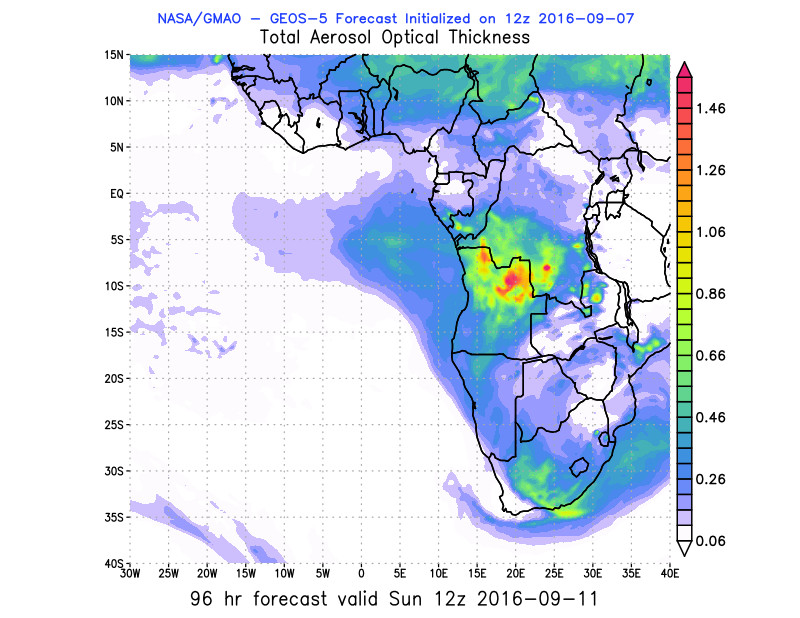 NASA/GMAO - GEOS-5 Forecast Initialized on 12z 2016-09-07
Total Aerosol Optical Thickness
15N
10N
5N
EQ
5S
10S
15S
20S
25S
30S
35S
40S
30W 25W 20W 15W 10W 5W 0 5E 10E 15E 20E 25E 30E 35E 40E
1.46
1.26
1.06
0.86
0.66
0.46
0.26
0.06
96 hr forecast valid Sun 12z 2016-09-11